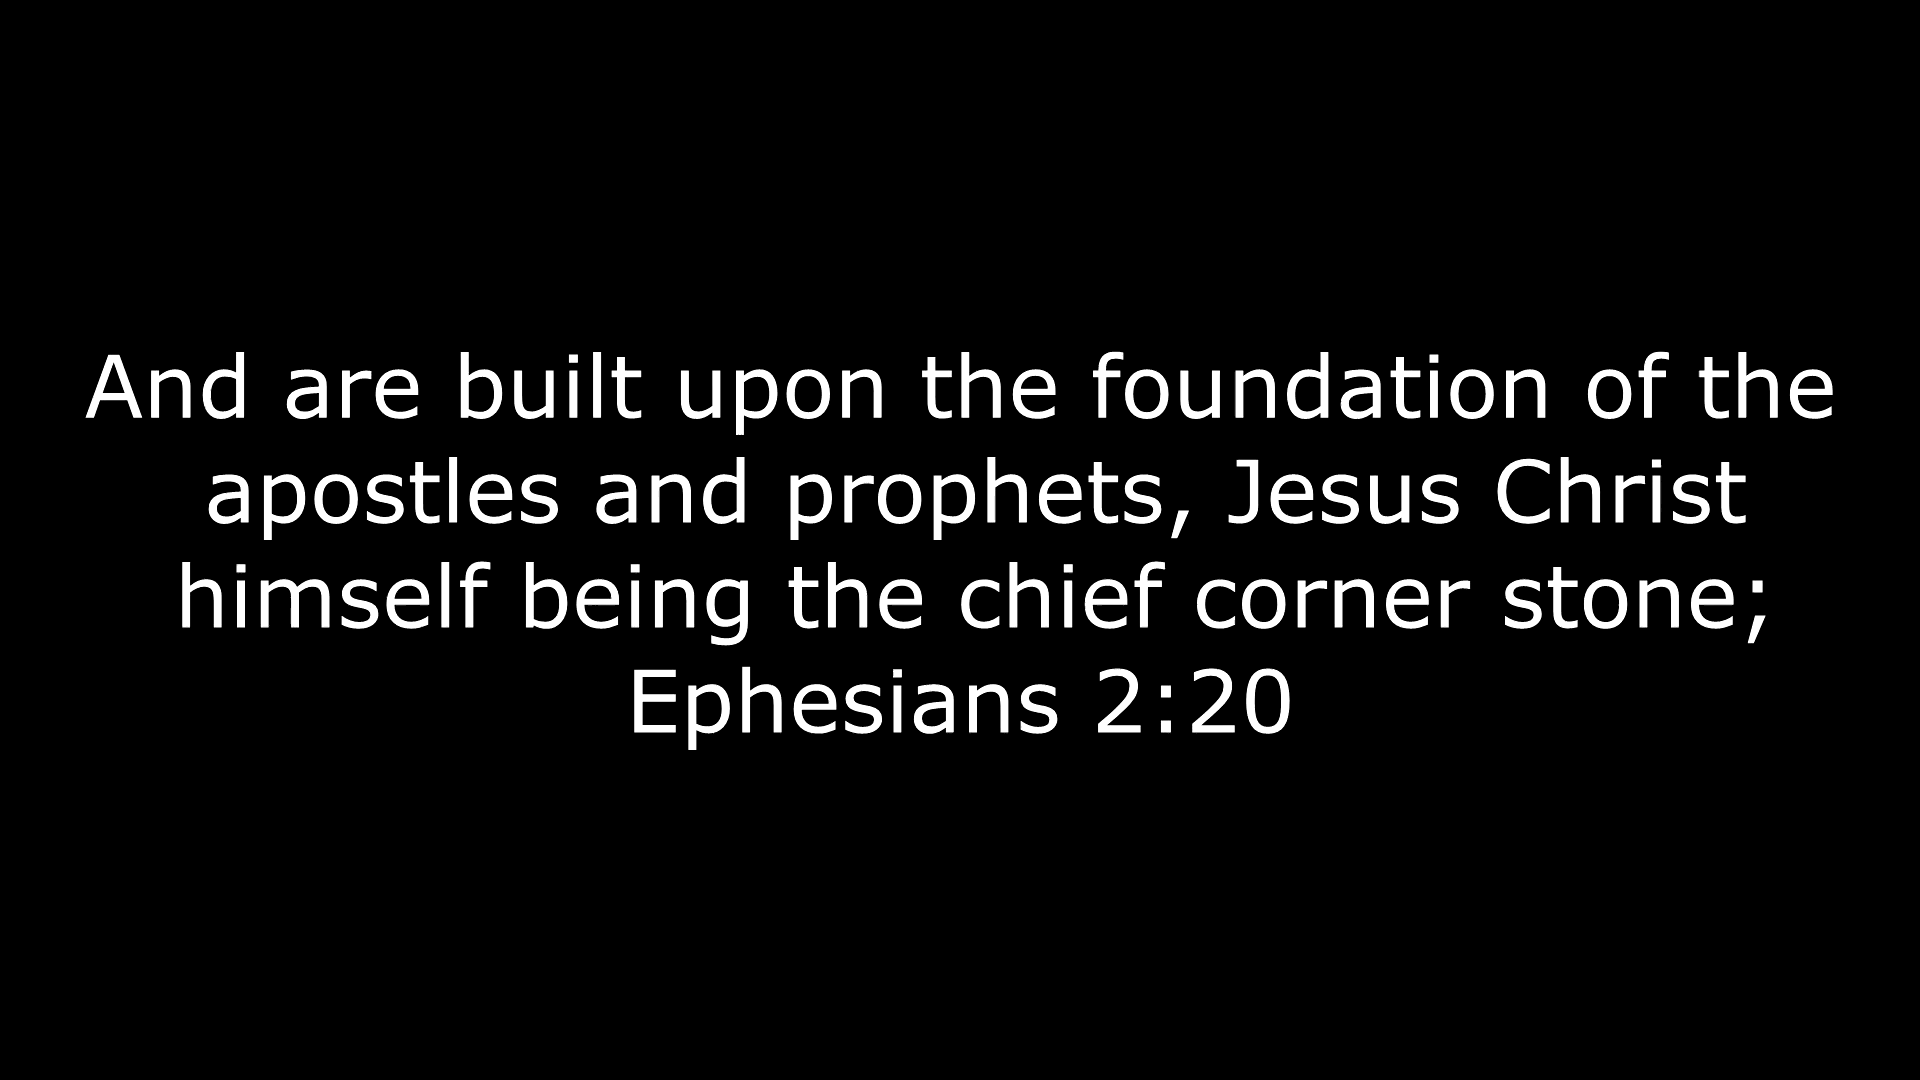 And are built upon the foundation of the
apostles and prophets, Jesus Christ
himself being the chief corner stone;
Ephesians 2:20